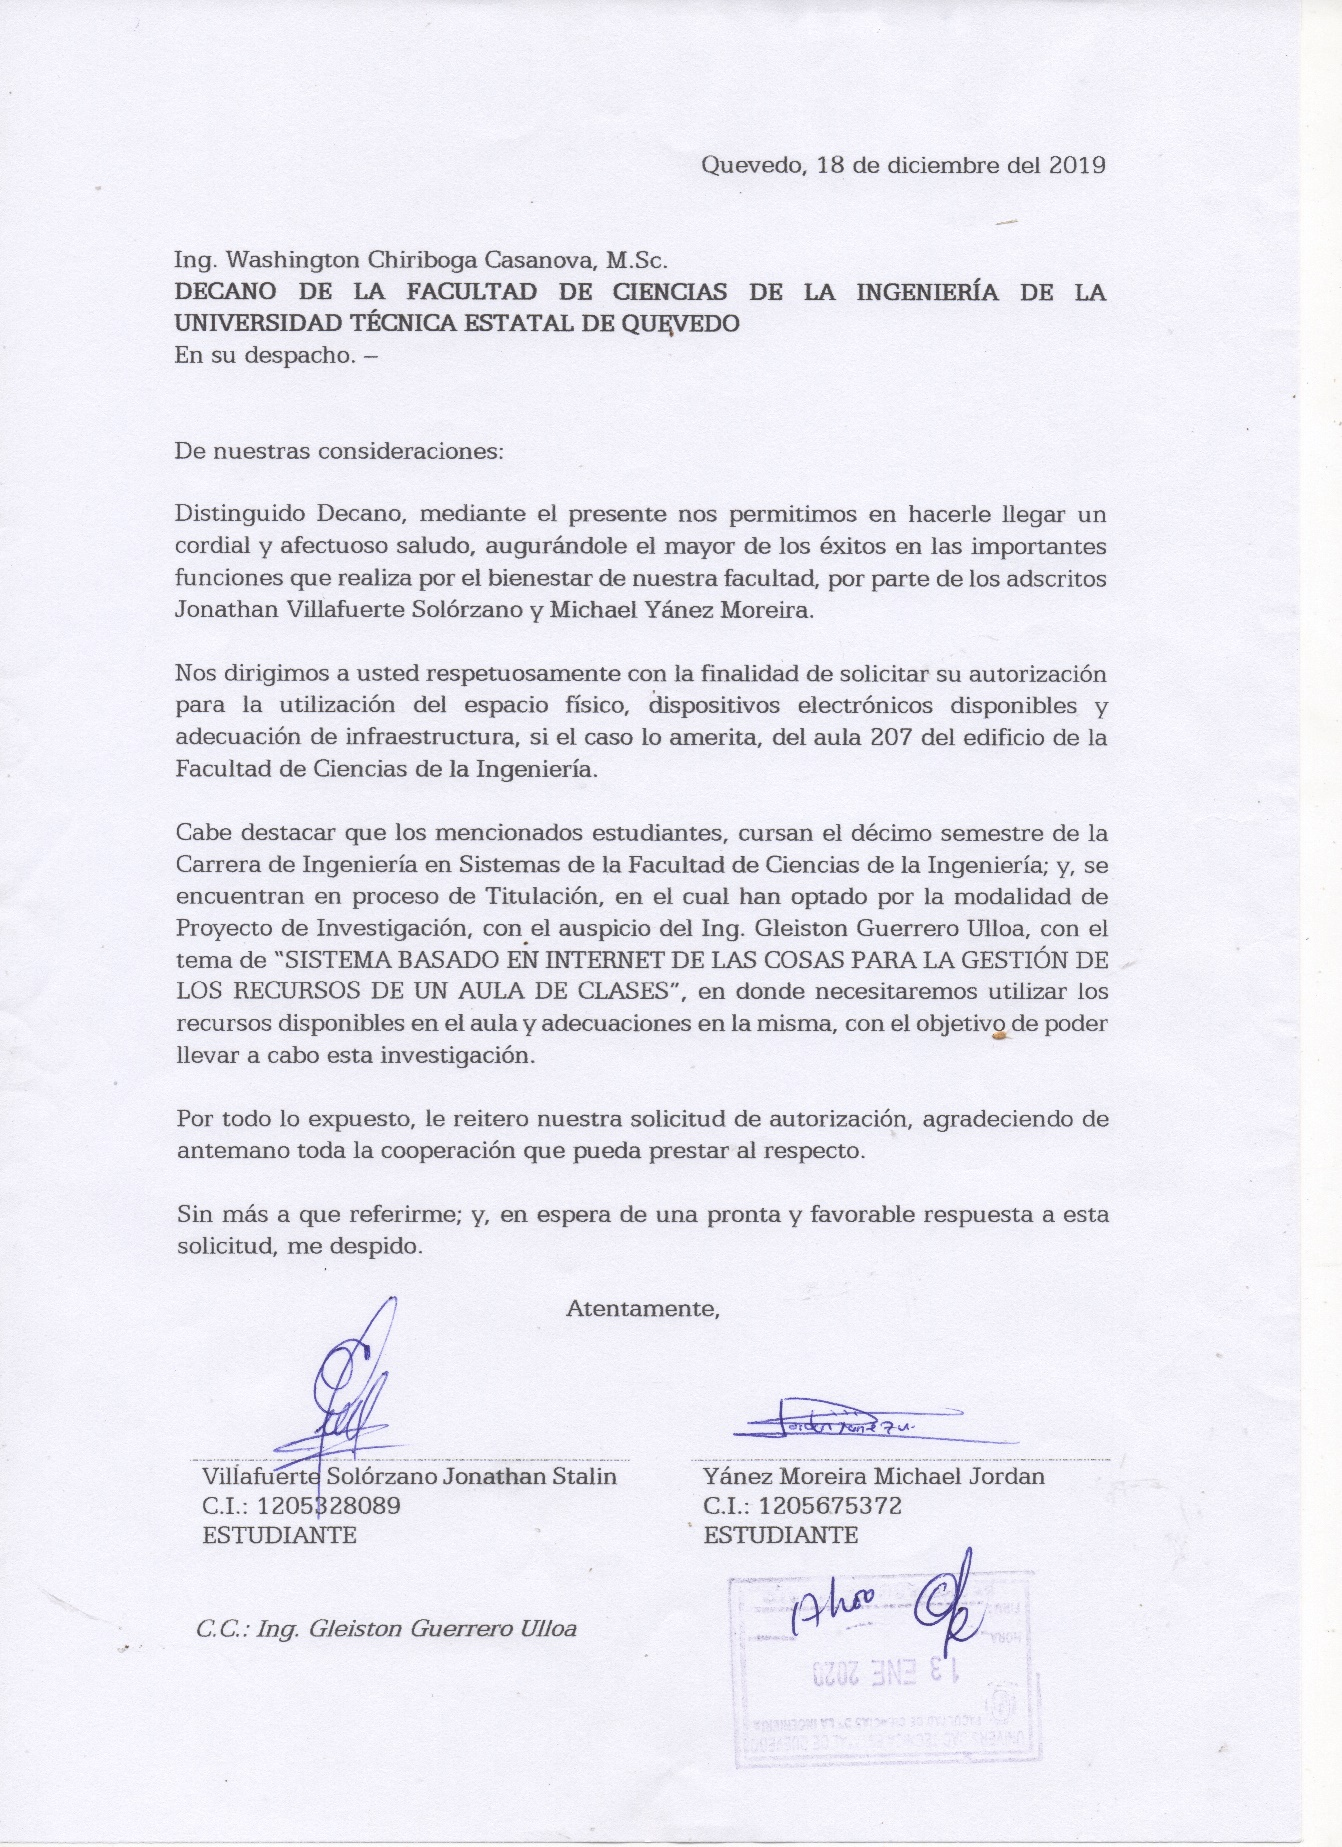 Quevedo, 18 de diciembre del 2019
Ing. Washington Chiriboga Casanova, M.Sc.
DECANO DE LA FACULTAD DE CIENCIAS DE LA INGENIERÍA DE LA
UNIVERSIDAD TÉCNICA ESTATAL DE QUEVEDO
En su despacho. –
De nuestras consideraciones:
Distinguido Decano, mediante el presente nos permitimos en hacerle llegar un
cordial y afectuoso saludo, augurándole el mayor de los éxitos en las importantes
funciones que realiza por el bienestar de nuestra facultad, por parte de los adscritos
Jonathan Villafuerte Solórzano y Michael Yánez Moreira.
Nos dirigimos a usted respetuosamente con la finalidad de solicitar su autorización
para la utilización del espacio físico, dispositivos electrónicos disponibles y
adecuación de infraestructura, si el caso lo amerita, del aula 207 del edificio de la
Facultad de Ciencias de la Ingeniería.
Cabe destacar que los mencionados estudiantes, cursan el décimo semestre de la
Carrera de Ingeniería en Sistemas de la Facultad de Ciencias de la Ingeniería; y, se
encuentran en proceso de Titulación, en el cual han optado por la modalidad de
Proyecto de Investigación, con el auspicio del Ing. Gleiston Guerrero Ulloa, con el
tema de “SISTEMA BASADO EN INTERNET DE LAS COSAS PARA LA GESTIÓN DE
LOS RECURSOS DE UN AULA DE CLASES”, en donde necesitaremos utilizar los
recursos disponibles en el aula y adecuaciones en la misma, con el objetivo de poder
llevar a cabo esta investigación.
Por todo lo expuesto, le reitero nuestra solicitud de autorización, agradeciendo de
antemano toda la cooperación que pueda prestar al respecto.
Sin más a que referirme; y, en espera de una pronta y favorable respuesta a esta
solicitud, me despido.
Atentamente,
Villafuerte Solórzano Jonathan Stalin
C.I.: 1205328089
ESTUDIANTE
Yánez Moreira Michael Jordan
C.I.: 1205675372
ESTUDIANTE
C.C.: Ing. Gleiston Guerrero Ulloa
17h00
HORA
13 ENE 2020
FACULTAD DE CIENCIAS DE LA INGENIERIA
UNIVERSIDAD TECNICA ESTATAL DE QUEVEDO